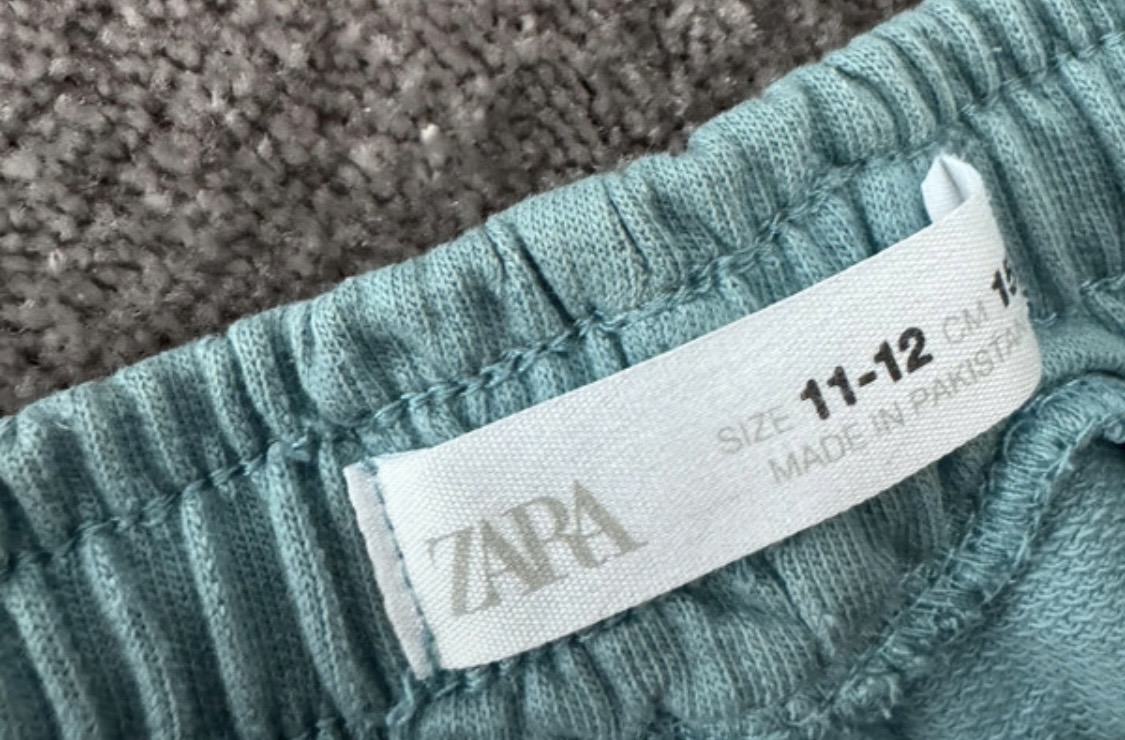 ZARA
SIZE 11-12 CM
MADE IN PAKISTAN